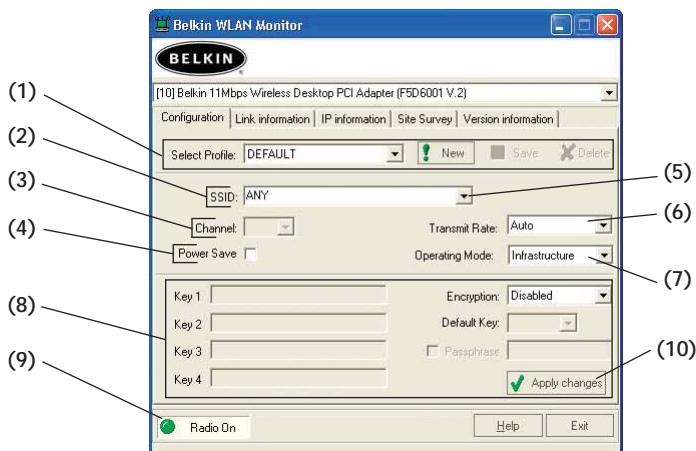 Belkin WLAN Monitor
BELKIN
[10] Belkin 11Mbps Wireless Desktop PCI Adapter (F5D6001 V.2)
(1)
Configuration Link information IP information Site Survey Version information
Select Profile: DEFAULT New Save Delete
(2)
SSID: ANY
(5)
(3)
Channel:
Transmit Rate: Auto
(6)
(4)
Power Save
Operating Mode: Infrastructure
(7)
(8)
Key 1
Encryption: Disabled
Key 2
Default Key:
Key 3
Passphrase
(10)
Key 4
Apply changes
(9)
Radio On
Help Exit